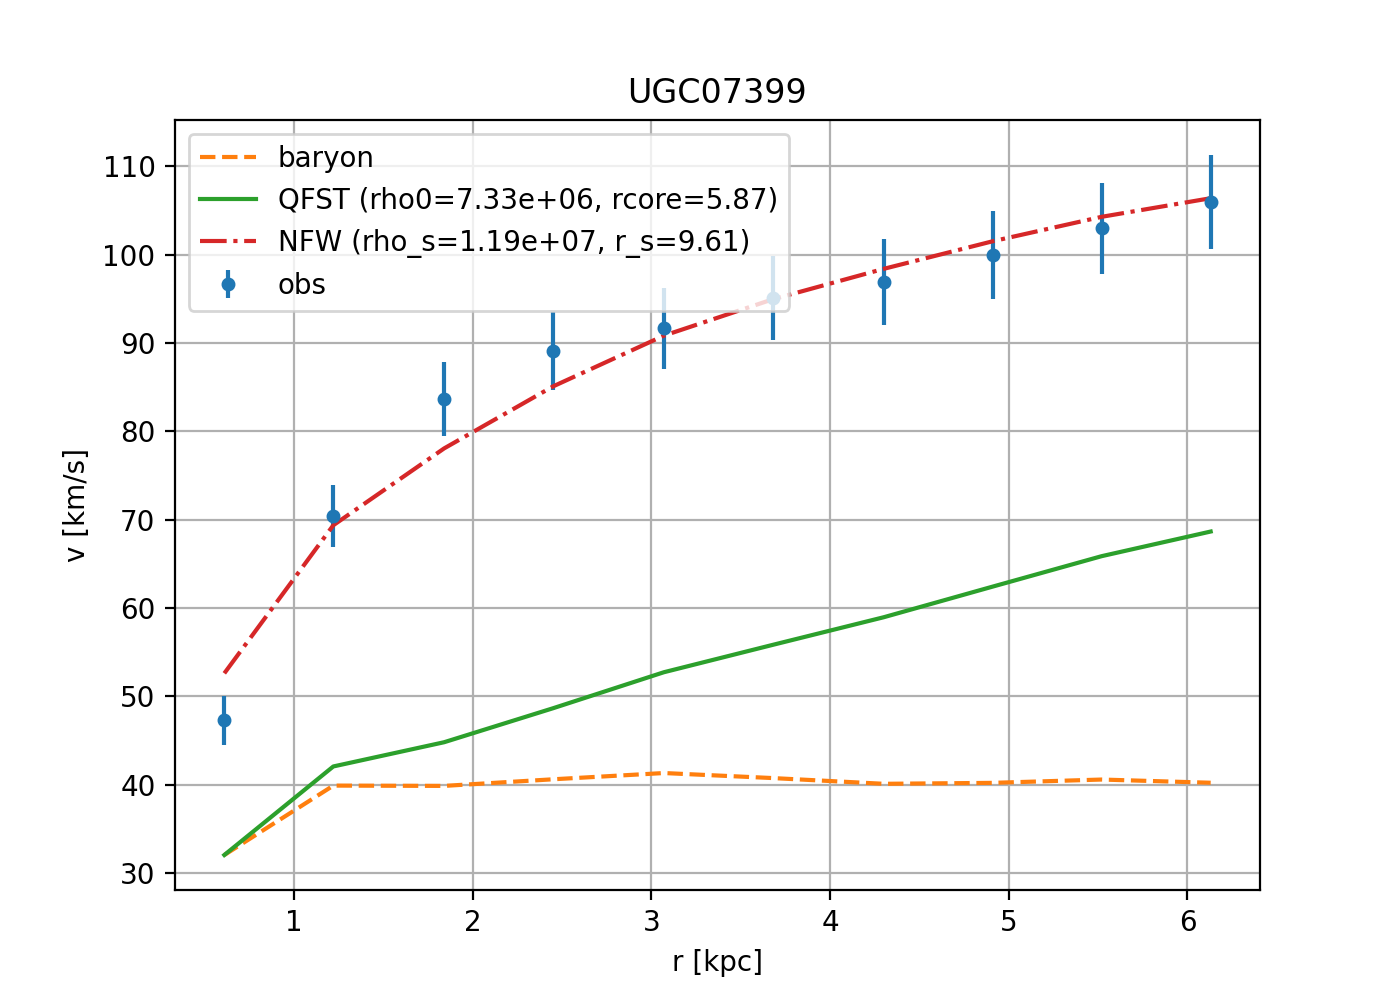 UGC07399
baryon
QFST (rho0=7.33e+06, rcore=5.87)
NFW (rho_s=1.19e+07, r_s=9.61)
obs
110
100
90
80
70
60
50
40
30
v [km/s]
1 2 3 4 5 6
r [kpc]